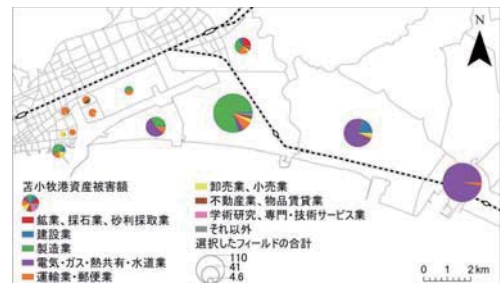 N
苫小牧港資産被害額
鉱業、採石業、砂利採取業
建設業
製造業
電気・ガス・熱共有・水道業
運輸業・郵便業
卸売業、小売業
不動産業、物品賃貸業
学術研究、専門・技術サービス業
それ以外
選択したフィールドの合計
110
41
4.6
0 1 2 km